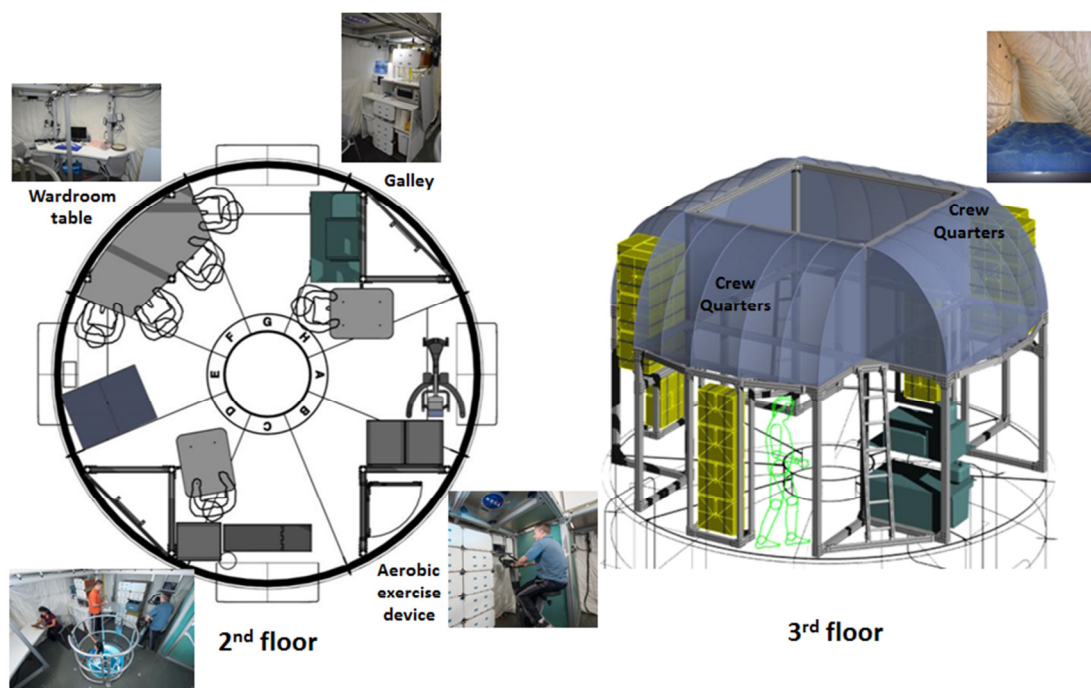 Wardroom
table
Galley
G
F
H
E
A
D
B
C
Aerobic
exercise
device
2nd floor
Crew
Quarters
Crew
Quarters
3rd floor